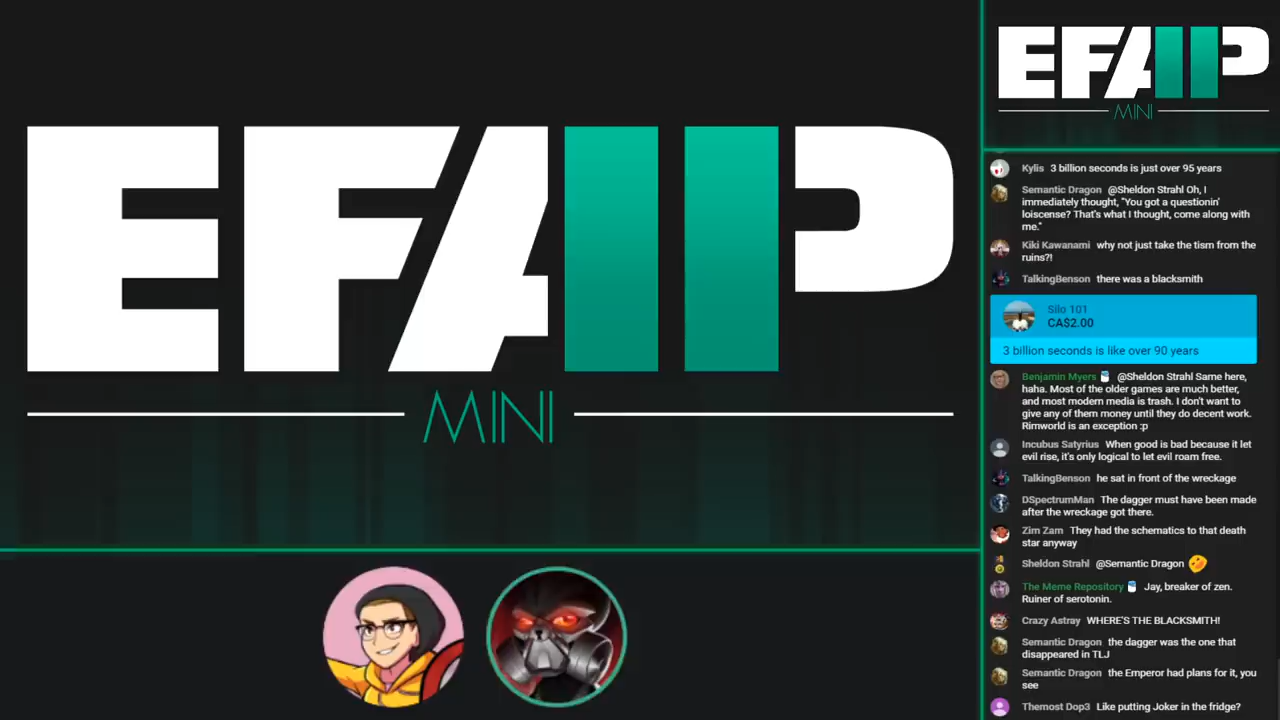 EFAP
MINI
EFAP
MINI
Kylis 3 billion seconds is just over 95 years
Semantic Dragon @Sheldon Strahl Oh, I
immediately thought, "You got a questionin'
loiscense? That's what I thought, come along with
me."
Kiki Kawanami why not just take the tism from the
ruins?!
TalkingBenson there was a blacksmith
Silo 101
CA$2.00
3 billion seconds is like over 90 years
Benjamin Myers @Sheldon Strahl Same here,
haha. Most of the older games are much better,
and most modern media is trash. I don't want to
give any of them money until they do decent work.
Rimworld is an exception :p
Incubus Satyrius When good is bad because it let
evil rise, it's only logical to let evil roam free.
TalkingBenson he sat in front of the wreckage
DSpectrumMan The dagger must have been made
after the wreckage got there.
Zim Zam They had the schematics to that death
star anyway
Sheldon Strahl @Semantic Dragon
The Meme Repository Jay, breaker of zen.
Ruiner of serotonin.
Crazy Astray WHERE'S THE BLACKSMITH!
Semantic Dragon the dagger was the one that
disappeared in TLJ
Semantic Dragon the Emperor had plans for it, you
see
Themost Dop3 Like putting Joker in the fridge?